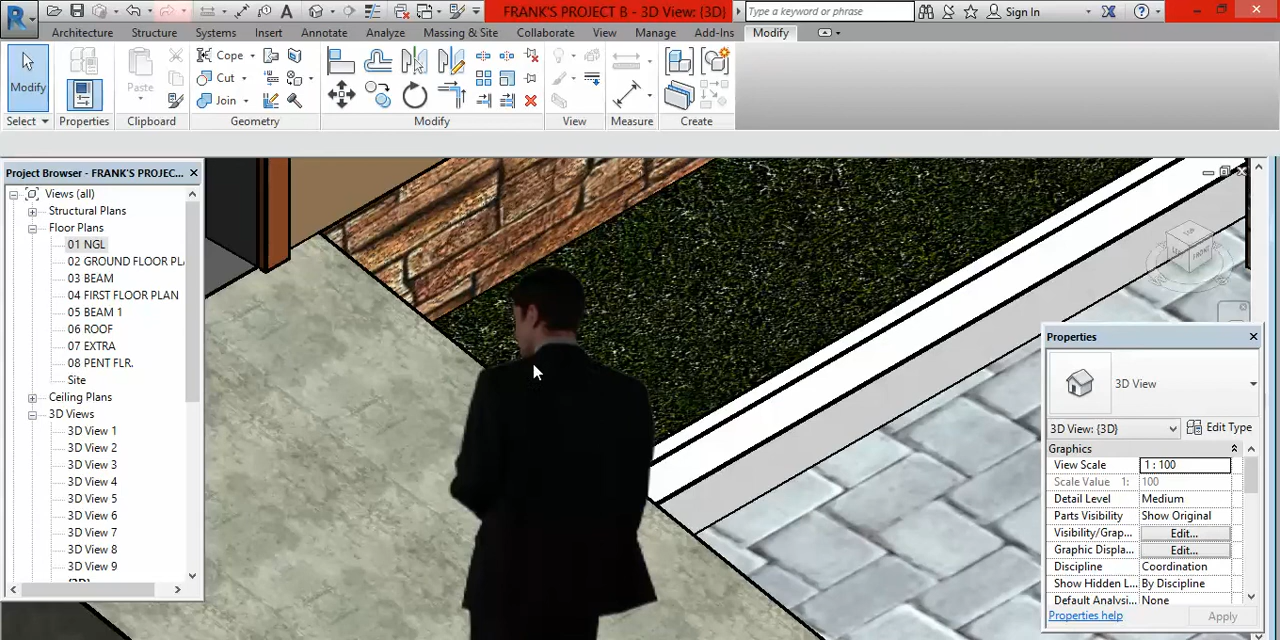 FRANK'S PROJECT B - 3D View: {3D}
Type a keyword or phrase
Sign In
Architecture Structure Systems Insert Annotate Analyze Massing & Site Collaborate View Manage Add-Ins Modify
Modify
Paste
Cope
Cut
Join
Select Properties Clipboard Geometry Modify View Measure Create
Project Browser - FRANK'S PROJEC...
Views (all)
Structural Plans
Floor Plans
01 NGL
02 GROUND FLOOR PL
03 BEAM
04 FIRST FLOOR PLAN
05 BEAM 1
06 ROOF
07 EXTRA
08 PENT FLR.
Site
Ceiling Plans
3D Views
3D View 1
3D View 2
3D View 3
3D View 4
3D View 5
3D View 6
3D View 7
3D View 8
3D View 9
FRONT
Properties
3D View
3D View: {3D} Edit Type
Graphics
View Scale 1 : 100
Scale Value 1: 100
Detail Level Medium
Parts Visibility Show Original
Visibility/Grap... Edit...
Graphic Displa... Edit...
Discipline Coordination
Show Hidden L... By Discipline
Default Analysi... None
Properties help Apply